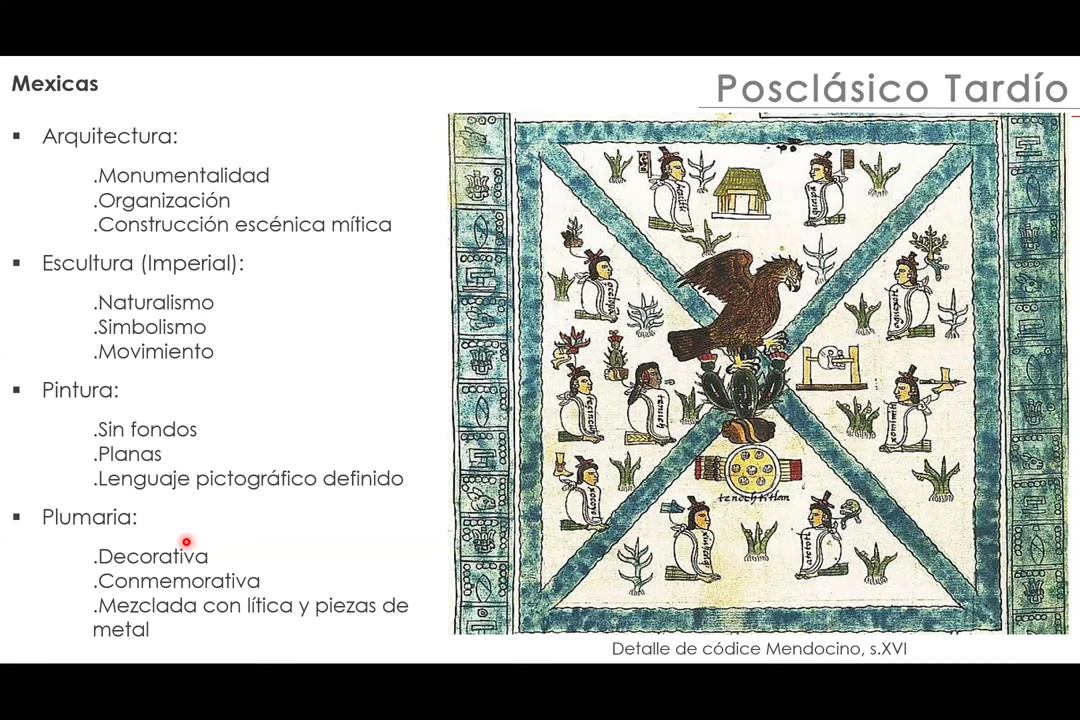 Mexicas
Posclásico Tardío
Arquitectura:
.Monumentalidad
.Organización
.Construcción escénica mítica
Escultura (Imperial):
.Naturalismo
.Simbolismo
.Movimiento
Pintura:
.Sin fondos
.Planas
.Lenguaje pictográfico definido
Plumaria:
.Decorativa
.Conmemorativa
.Mezclada con lítica y piezas de
metal
tenochtitlan
Detalle de códice Mendocino, s.XVI